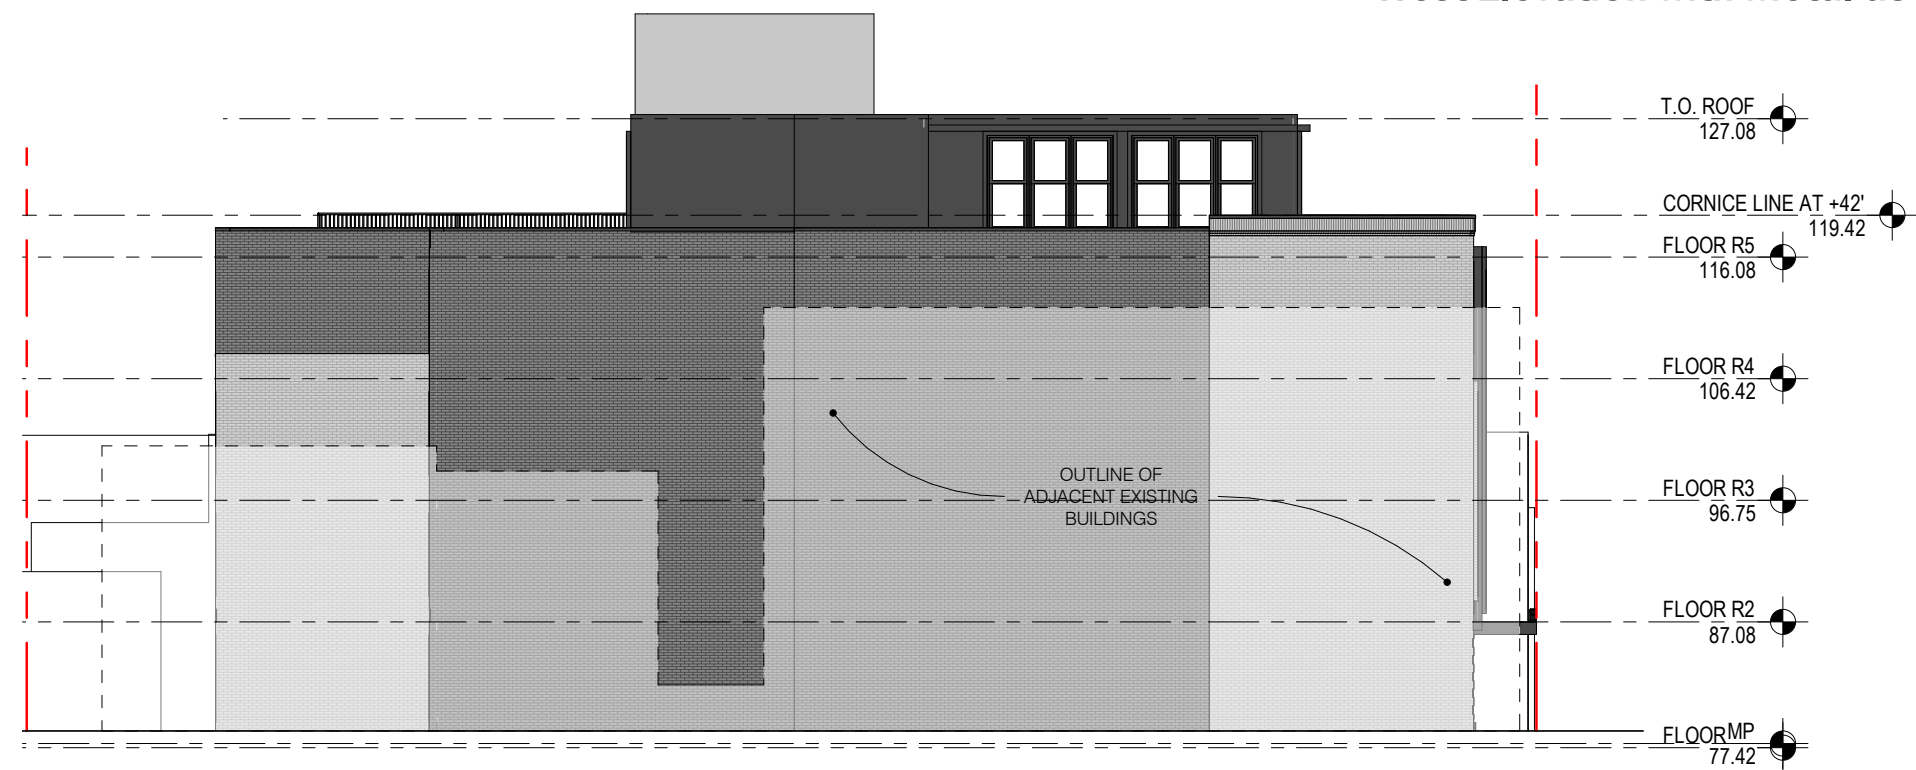 T.O. ROOF
127.08
CORNICE LINE AT +42'
119.42
FLOOR R5
116.08
FLOOR R4
106.42
OUTLINE OF
ADJACENT EXISTING
BUILDINGS
FLOOR R3
96.75
FLOOR R2
87.08
FLOOR MP
77.42